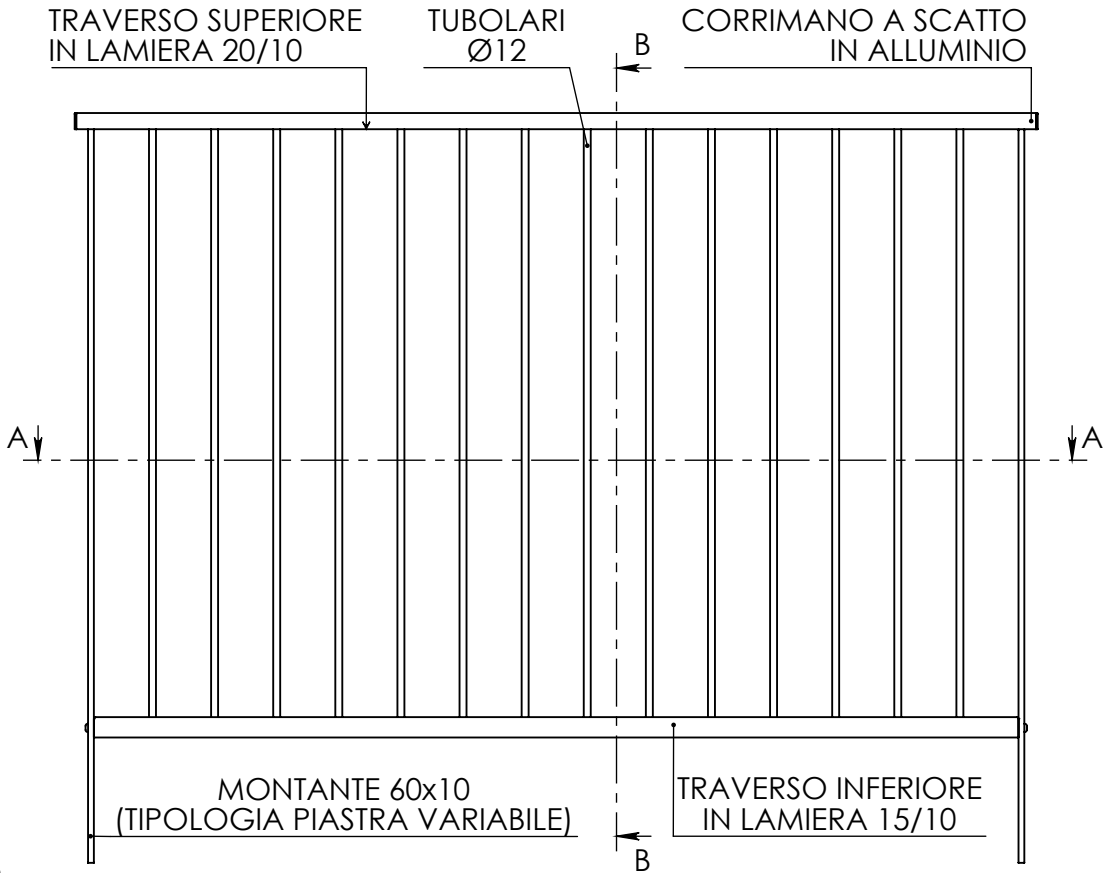 TRAVERSO SUPERIORE
IN LAMIERA 20/10
TUBOLARI
Ø12
B
CORRIMANO A SCATTO
IN ALLUMINIO
A
A
MONTANTE 60x10
(TIPOLOGIA PIASTRA VARIABILE)
TRAVERSO INFERIORE
IN LAMIERA 15/10
B